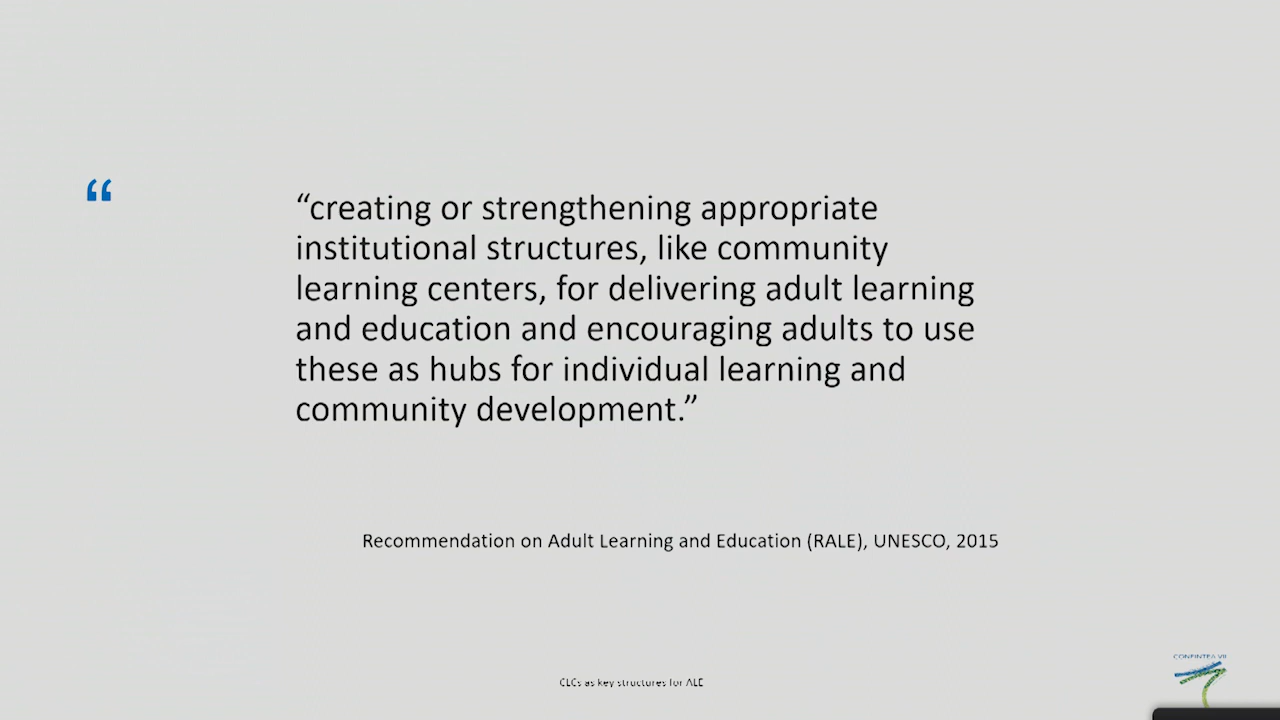 “
“creating or strengthening appropriate
institutional structures, like community
learning centers, for delivering adult learning
and education and encouraging adults to use
these as hubs for individual learning and
community development.”
Recommendation on Adult Learning and Education (RALE), UNESCO, 2015
CONFINTEA VII
CLCs as key structures for ALE